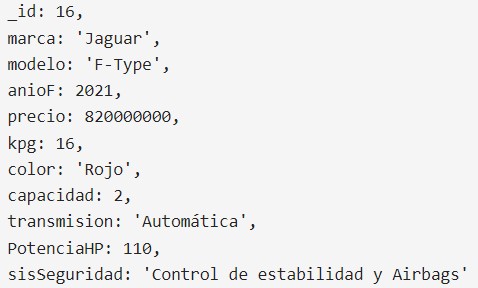 _id: 16,
marca: 'Jaguar',
modelo: 'F-Type',
anioF: 2021,
precio: 820000000,
kpg: 16,
color: 'Rojo',
capacidad: 2,
transmision: 'Automática',
PotenciaHP: 110,
sisSeguridad: 'Control de estabilidad y Airbags'